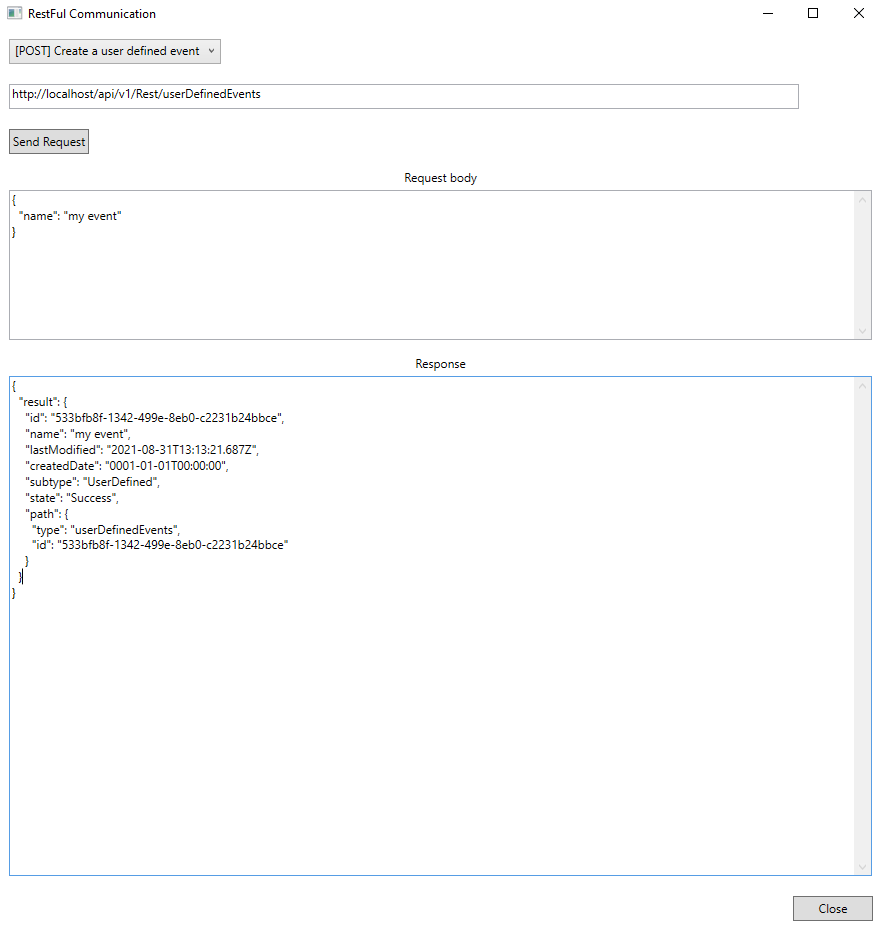 RestFul Communication
[POST] Create a user defined event
http://localhost/api/v1/Rest/userDefinedEvents
Send Request
Request body
{
  "name": "my event"
}
Response
{
  "result": {
    "id": "533bfb8f-1342-499e-8eb0-c2231b24bbce",
    "name": "my event",
    "lastModified": "2021-08-31T13:13:21.687Z",
    "createdDate": "0001-01-01T00:00:00",
    "subtype": "UserDefined",
    "state": "Success",
    "path": {
      "type": "userDefinedEvents",
      "id": "533bfb8f-1342-499e-8eb0-c2231b24bbce"
    }
  }
}
Close